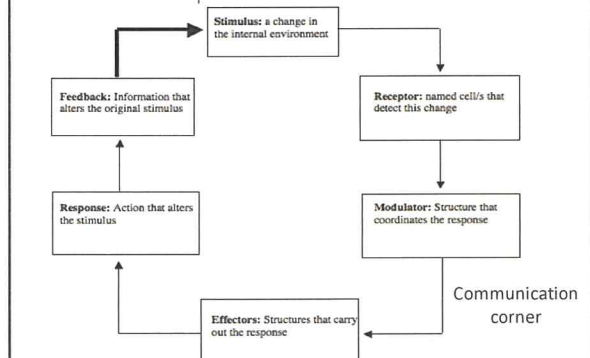 Stimulus: a change in
the internal environment
Receptor: named cell/s that
detect this change
Modulator: Structure that
coordinates the response
Communication
corner
Effectors: Structures that carry
out the response
Response: Action that alters
the stimulus
Feedback: Information that
alters the original stimulus